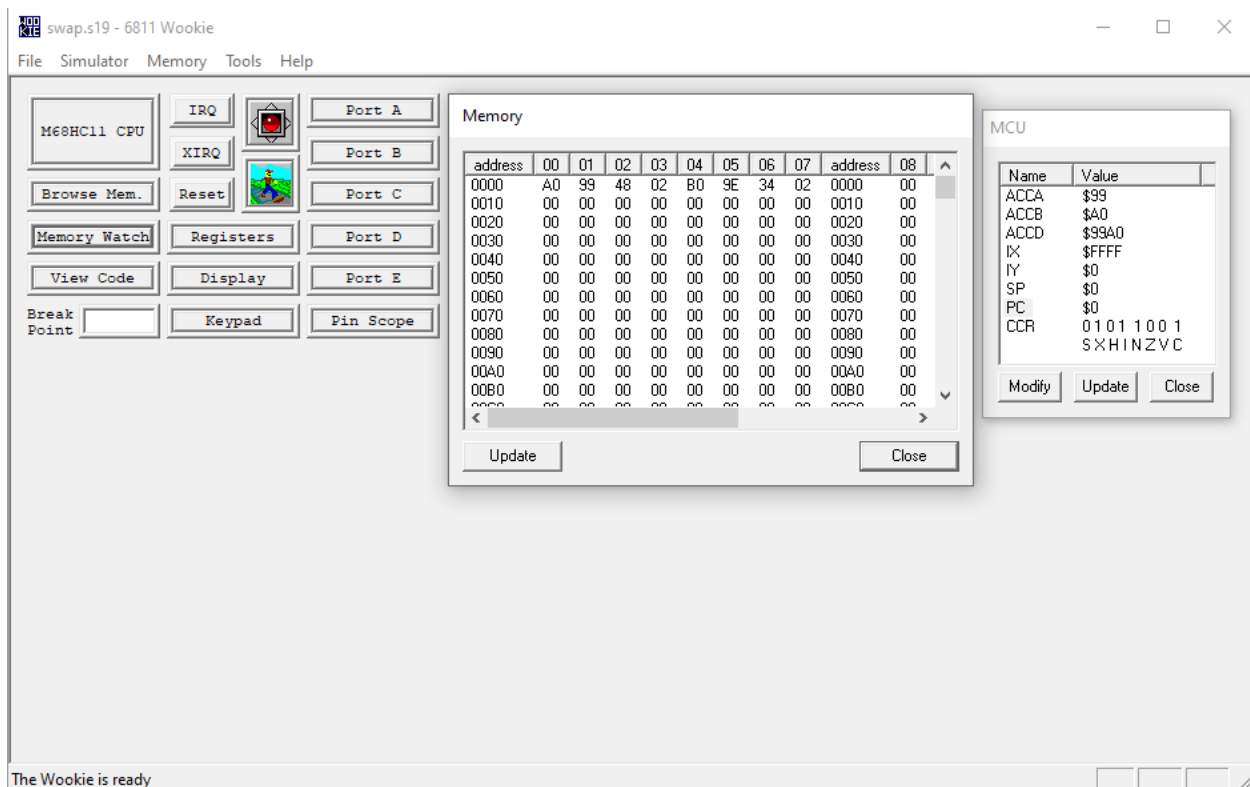 WOO KIE swap.s19 - 6811 Wookie
File Simulator Memory Tools Help
M68HC11 CPU
IRQ
XIRQ
Port A
Port B
Browse Mem.
Reset
Port C
Memory Watch
Registers
Port D
View Code
Display
Port E
Break Point
Keypad
Pin Scope
Memory
address 00 01 02 03 04 05 06 07 address 08
0000 A0 99 48 02 B0 9E 34 02 0000 00
0010 00 00 00 00 00 00 00 00 0010 00
0020 00 00 00 00 00 00 00 00 0020 00
0030 00 00 00 00 00 00 00 00 0030 00
0040 00 00 00 00 00 00 00 00 0040 00
0050 00 00 00 00 00 00 00 00 0050 00
0060 00 00 00 00 00 00 00 00 0060 00
0070 00 00 00 00 00 00 00 00 0070 00
0080 00 00 00 00 00 00 00 00 0080 00
0090 00 00 00 00 00 00 00 00 0090 00
00A0 00 00 00 00 00 00 00 00 00A0 00
00B0 00 00 00 00 00 00 00 00 00B0 00
Update
Close
MCU
Name Value
ACCA $99
ACCB $A0
ACCD $99A0
IX $FFFF
IY $0
SP $0
PC $0
CCR 0 1 0 1 1 0 0 1
S X H I N Z V C
Modify
Update
Close
The Wookie is ready